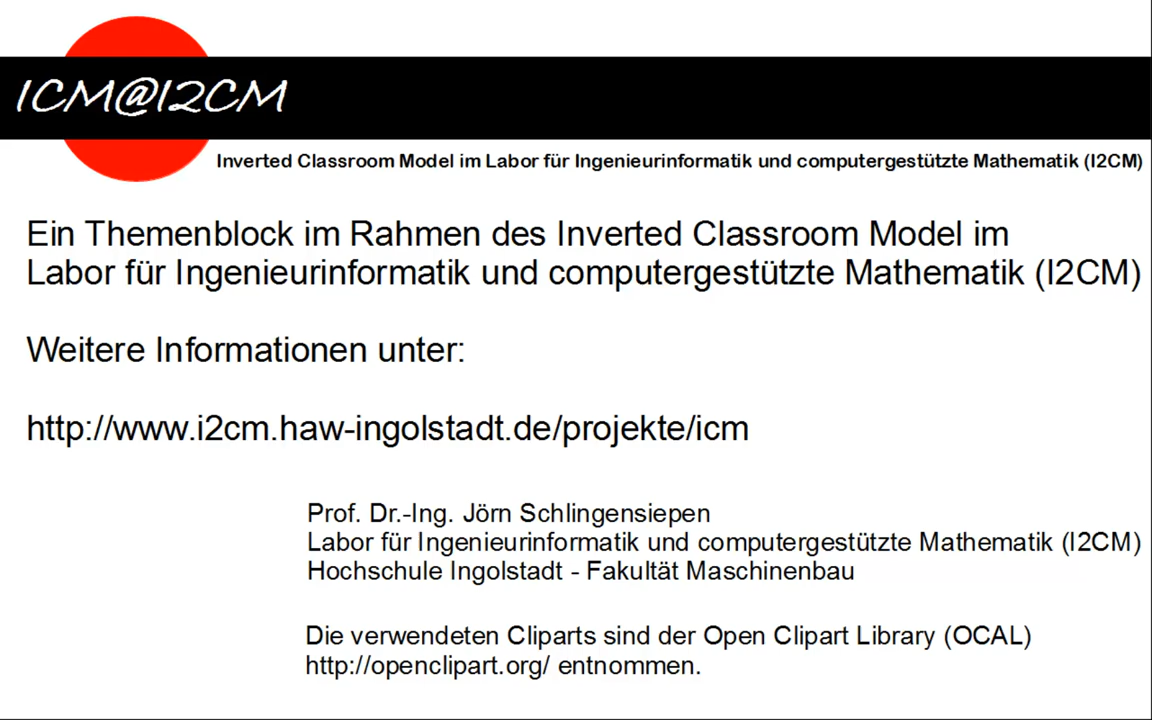 ICM@I2CM
Inverted Classroom Model im Labor für Ingenieurinformatik und computergestützte Mathematik (I2CM)
Ein Themenblock im Rahmen des Inverted Classroom Model im
Labor für Ingenieurinformatik und computergestützte Mathematik (I2CM)
Weitere Informationen unter:
http://www.i2cm.haw-ingolstadt.de/projekte/icm
Prof. Dr.-Ing. Jörn Schlingensiepen
Labor für Ingenieurinformatik und computergestützte Mathematik (I2CM)
Hochschule Ingolstadt - Fakultät Maschinenbau
Die verwendeten Cliparts sind der Open Clipart Library (OCAL)
http://openclipart.org/ entnommen.